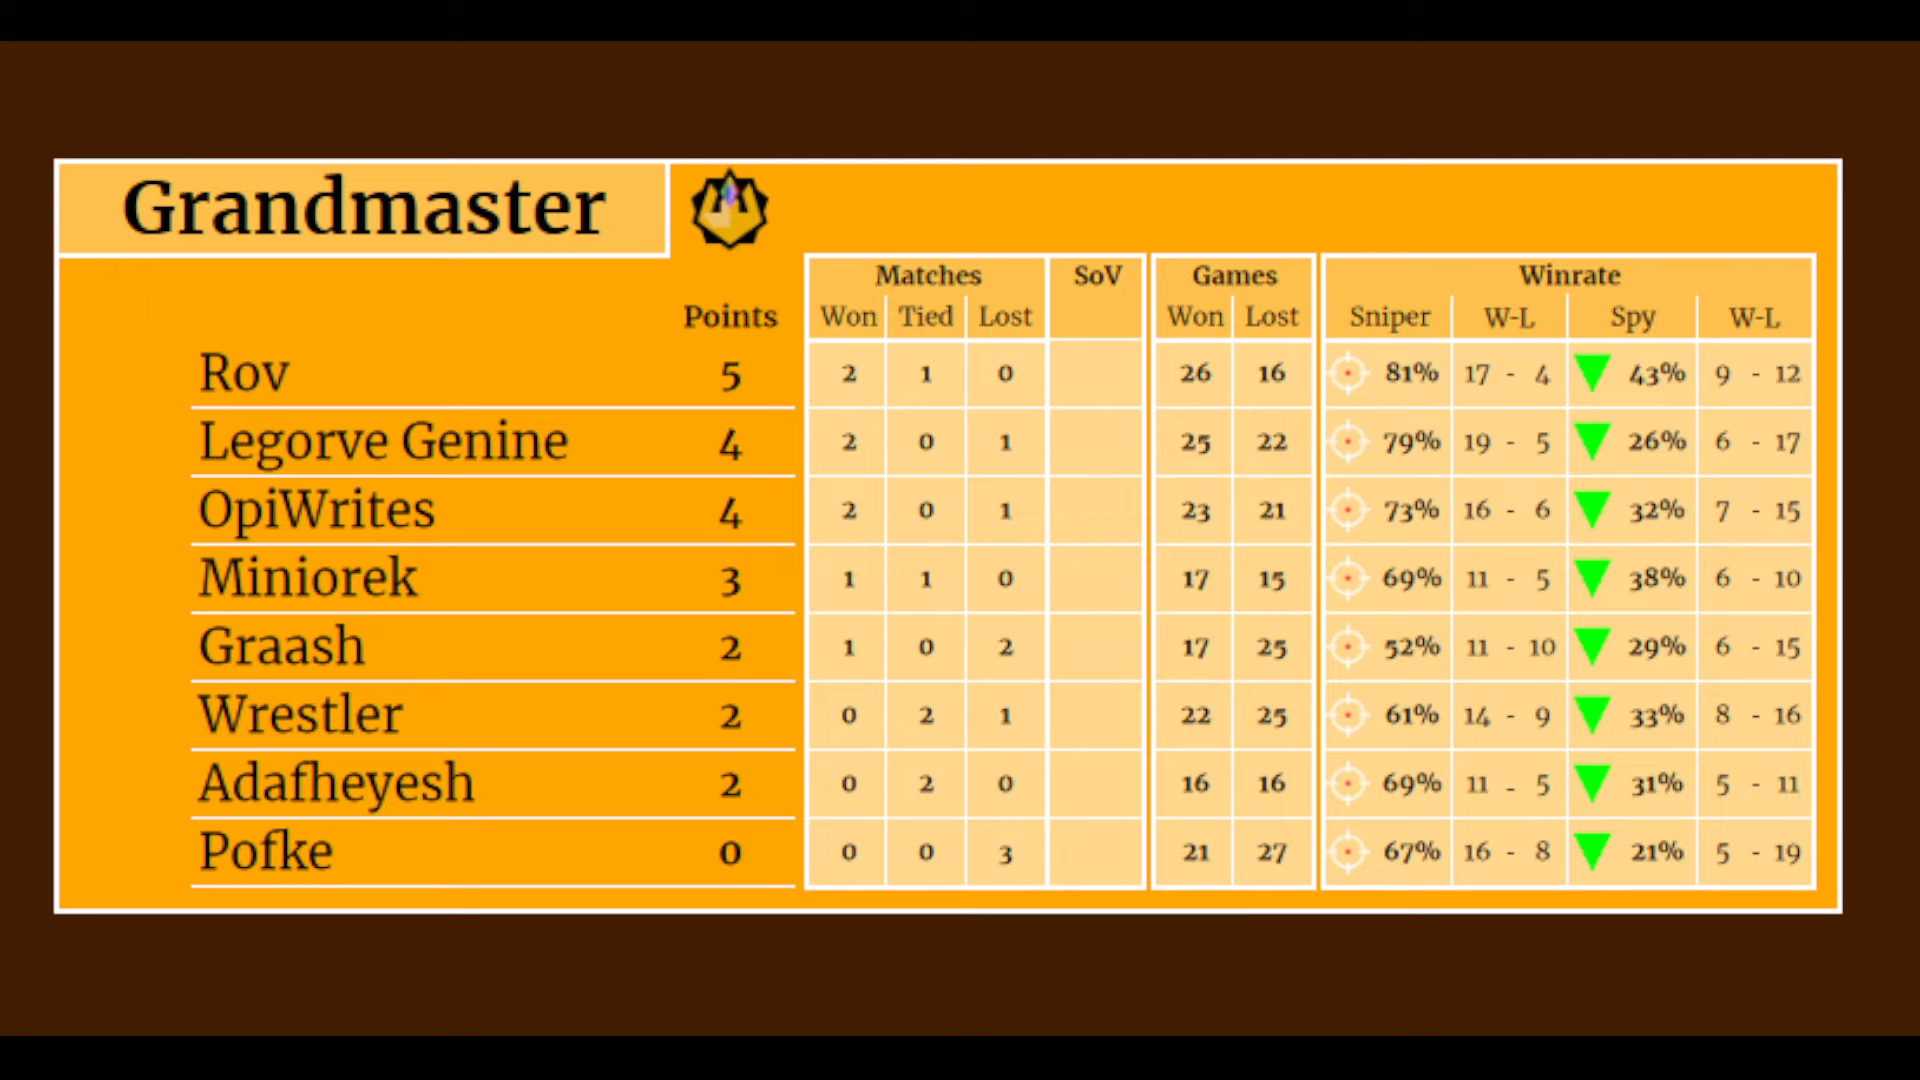 Grandmaster
Matches SoV Games Winrate
Points Won Tied Lost Won Lost Sniper W-L Spy W-L
Rov 5 2 1 0 26 16 81% 17 - 4 43% 9 - 12
Legorve Genine 4 2 0 1 25 22 79% 19 - 5 26% 6 - 17
OpiWrites 4 2 0 1 23 21 73% 16 - 6 32% 7 - 15
Miniorek 3 1 1 0 17 15 69% 11 - 5 38% 6 - 10
Graash 2 1 0 2 17 25 52% 11 - 10 29% 6 - 15
Wrestler 2 0 2 1 22 25 61% 14 - 9 33% 8 - 16
Adafheyesh 2 0 2 0 16 16 69% 11 - 5 31% 5 - 11
Pofke 0 0 0 3 21 27 67% 16 - 8 21% 5 - 19